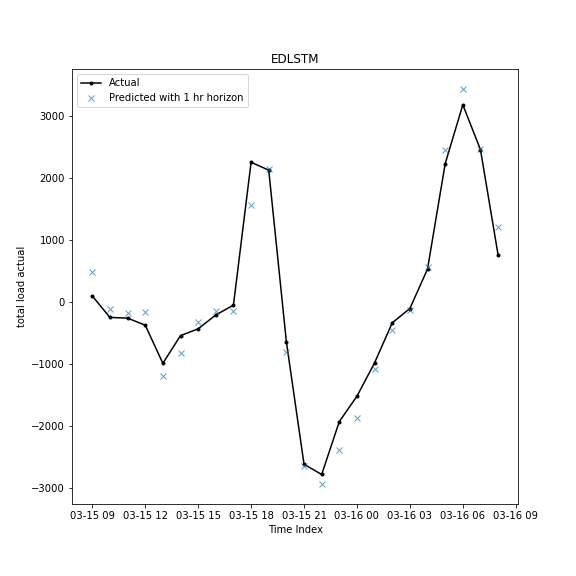 EDLSTM
Actual
Predicted with 1 hr horizon
total load actual
3000
2000
1000
0
−1000
−2000
−3000
03-15 09 03-15 12 03-15 15 03-15 18 03-15 21 03-16 00 03-16 03 03-16 06 03-16 09
Time Index